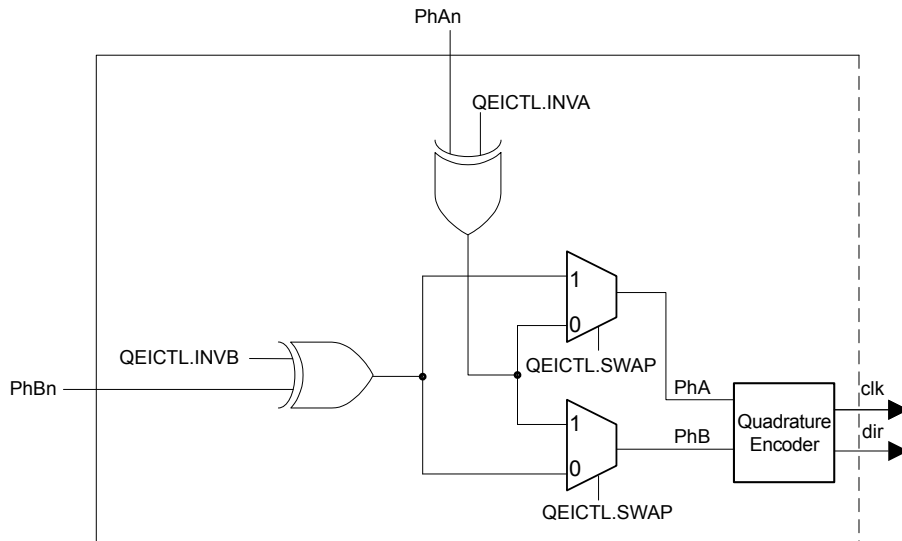 PhAn
QEICTL.INVA
1
0
QEICTL.INVB
QEICTL.SWAP
PhBn
PhA
clk
Quadrature
Encoder
dir
1
PhB
0
QEICTL.SWAP